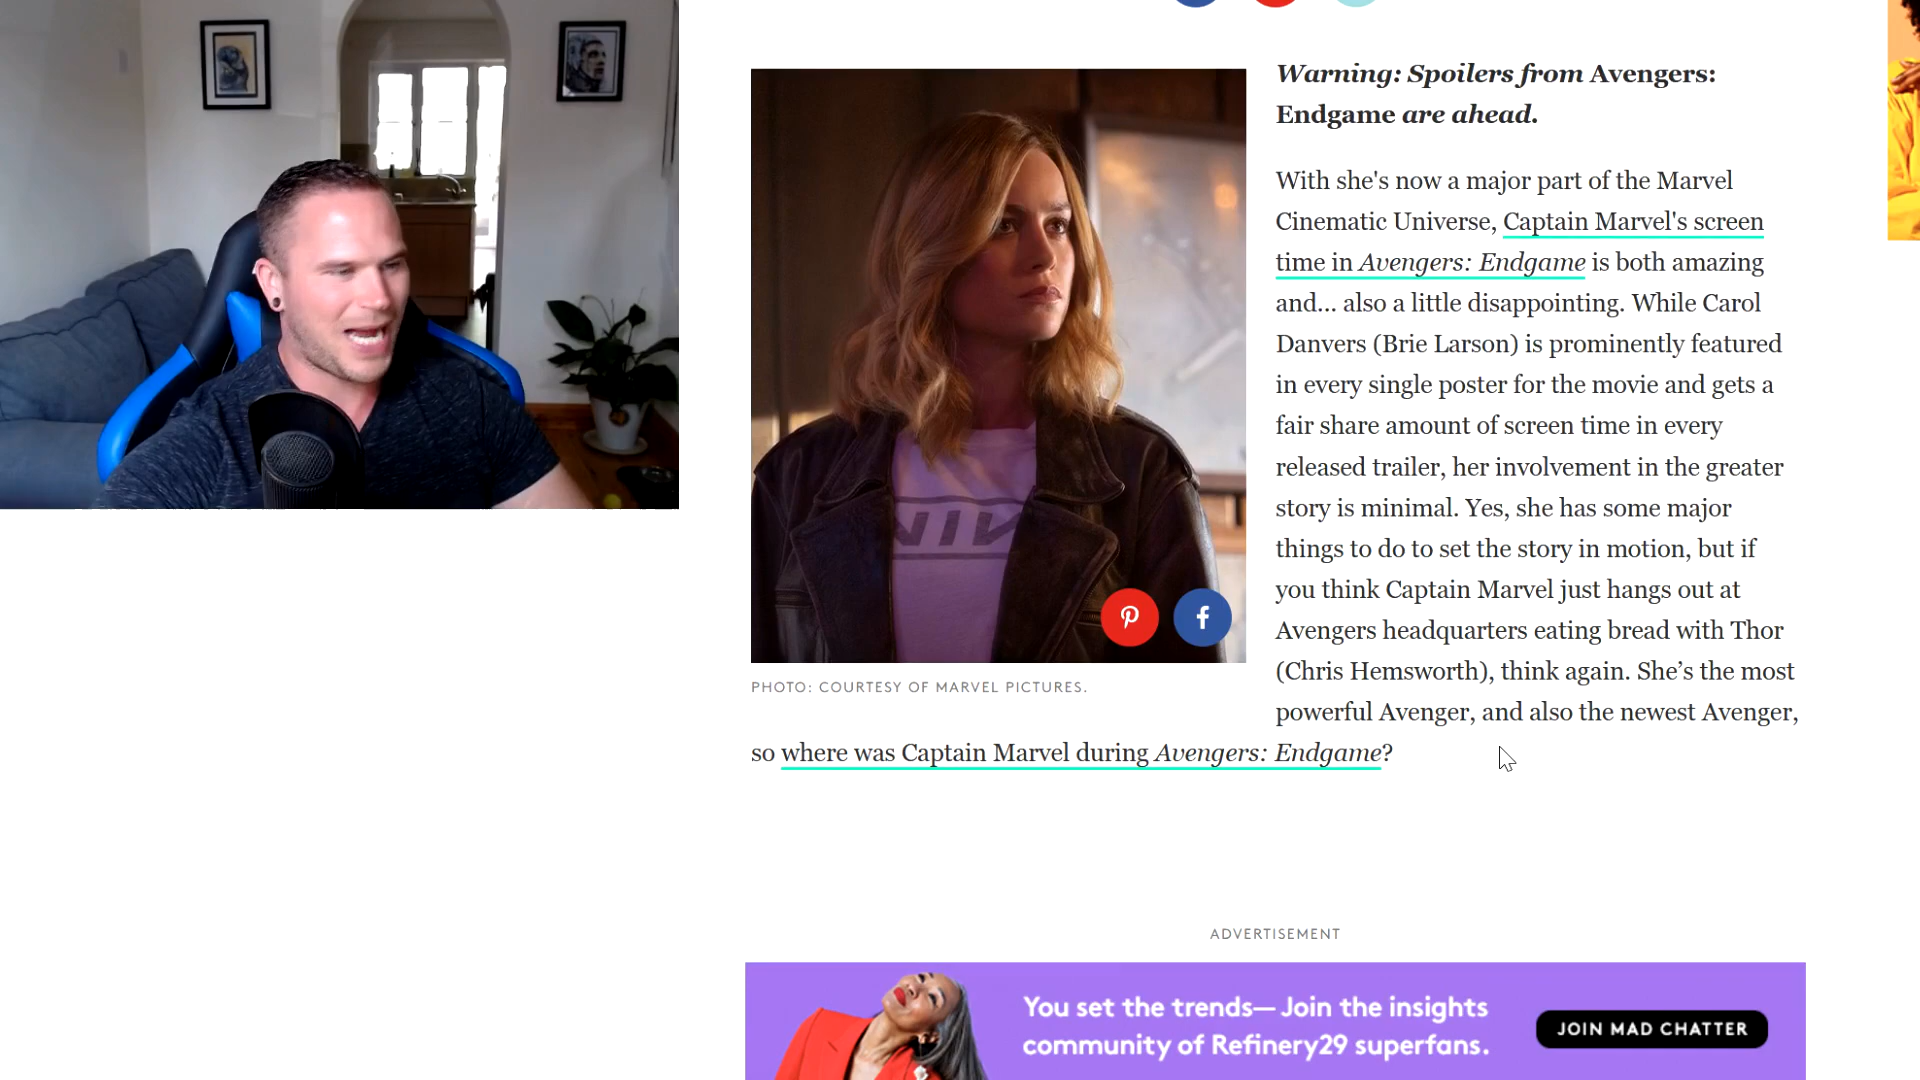 Warning: Spoilers from Avengers:
Endgame are ahead.
With she's now a major part of the Marvel
Cinematic Universe, Captain Marvel's screen
time in Avengers: Endgame is both amazing
and... also a little disappointing. While Carol
Danvers (Brie Larson) is prominently featured
in every single poster for the movie and gets a
fair share amount of screen time in every
released trailer, her involvement in the greater
story is minimal. Yes, she has some major
things to do to set the story in motion, but if
you think Captain Marvel just hangs out at
Avengers headquarters eating bread with Thor
(Chris Hemsworth), think again. She’s the most
powerful Avenger, and also the newest Avenger,
so where was Captain Marvel during Avengers: Endgame?
PHOTO: COURTESY OF MARVEL PICTURES.
ADVERTISEMENT
You set the trends— Join the insights
community of Refinery29 superfans.
JOIN MAD CHATTER